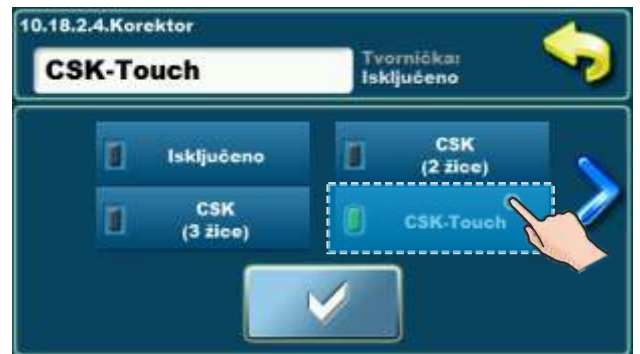 10.18.2.4.Korektor
CSK-Touch
Tvornička:
Isključeno
Isključeno
CSK
(2 žice)
CSK
(3 žice)
CSK-Touch